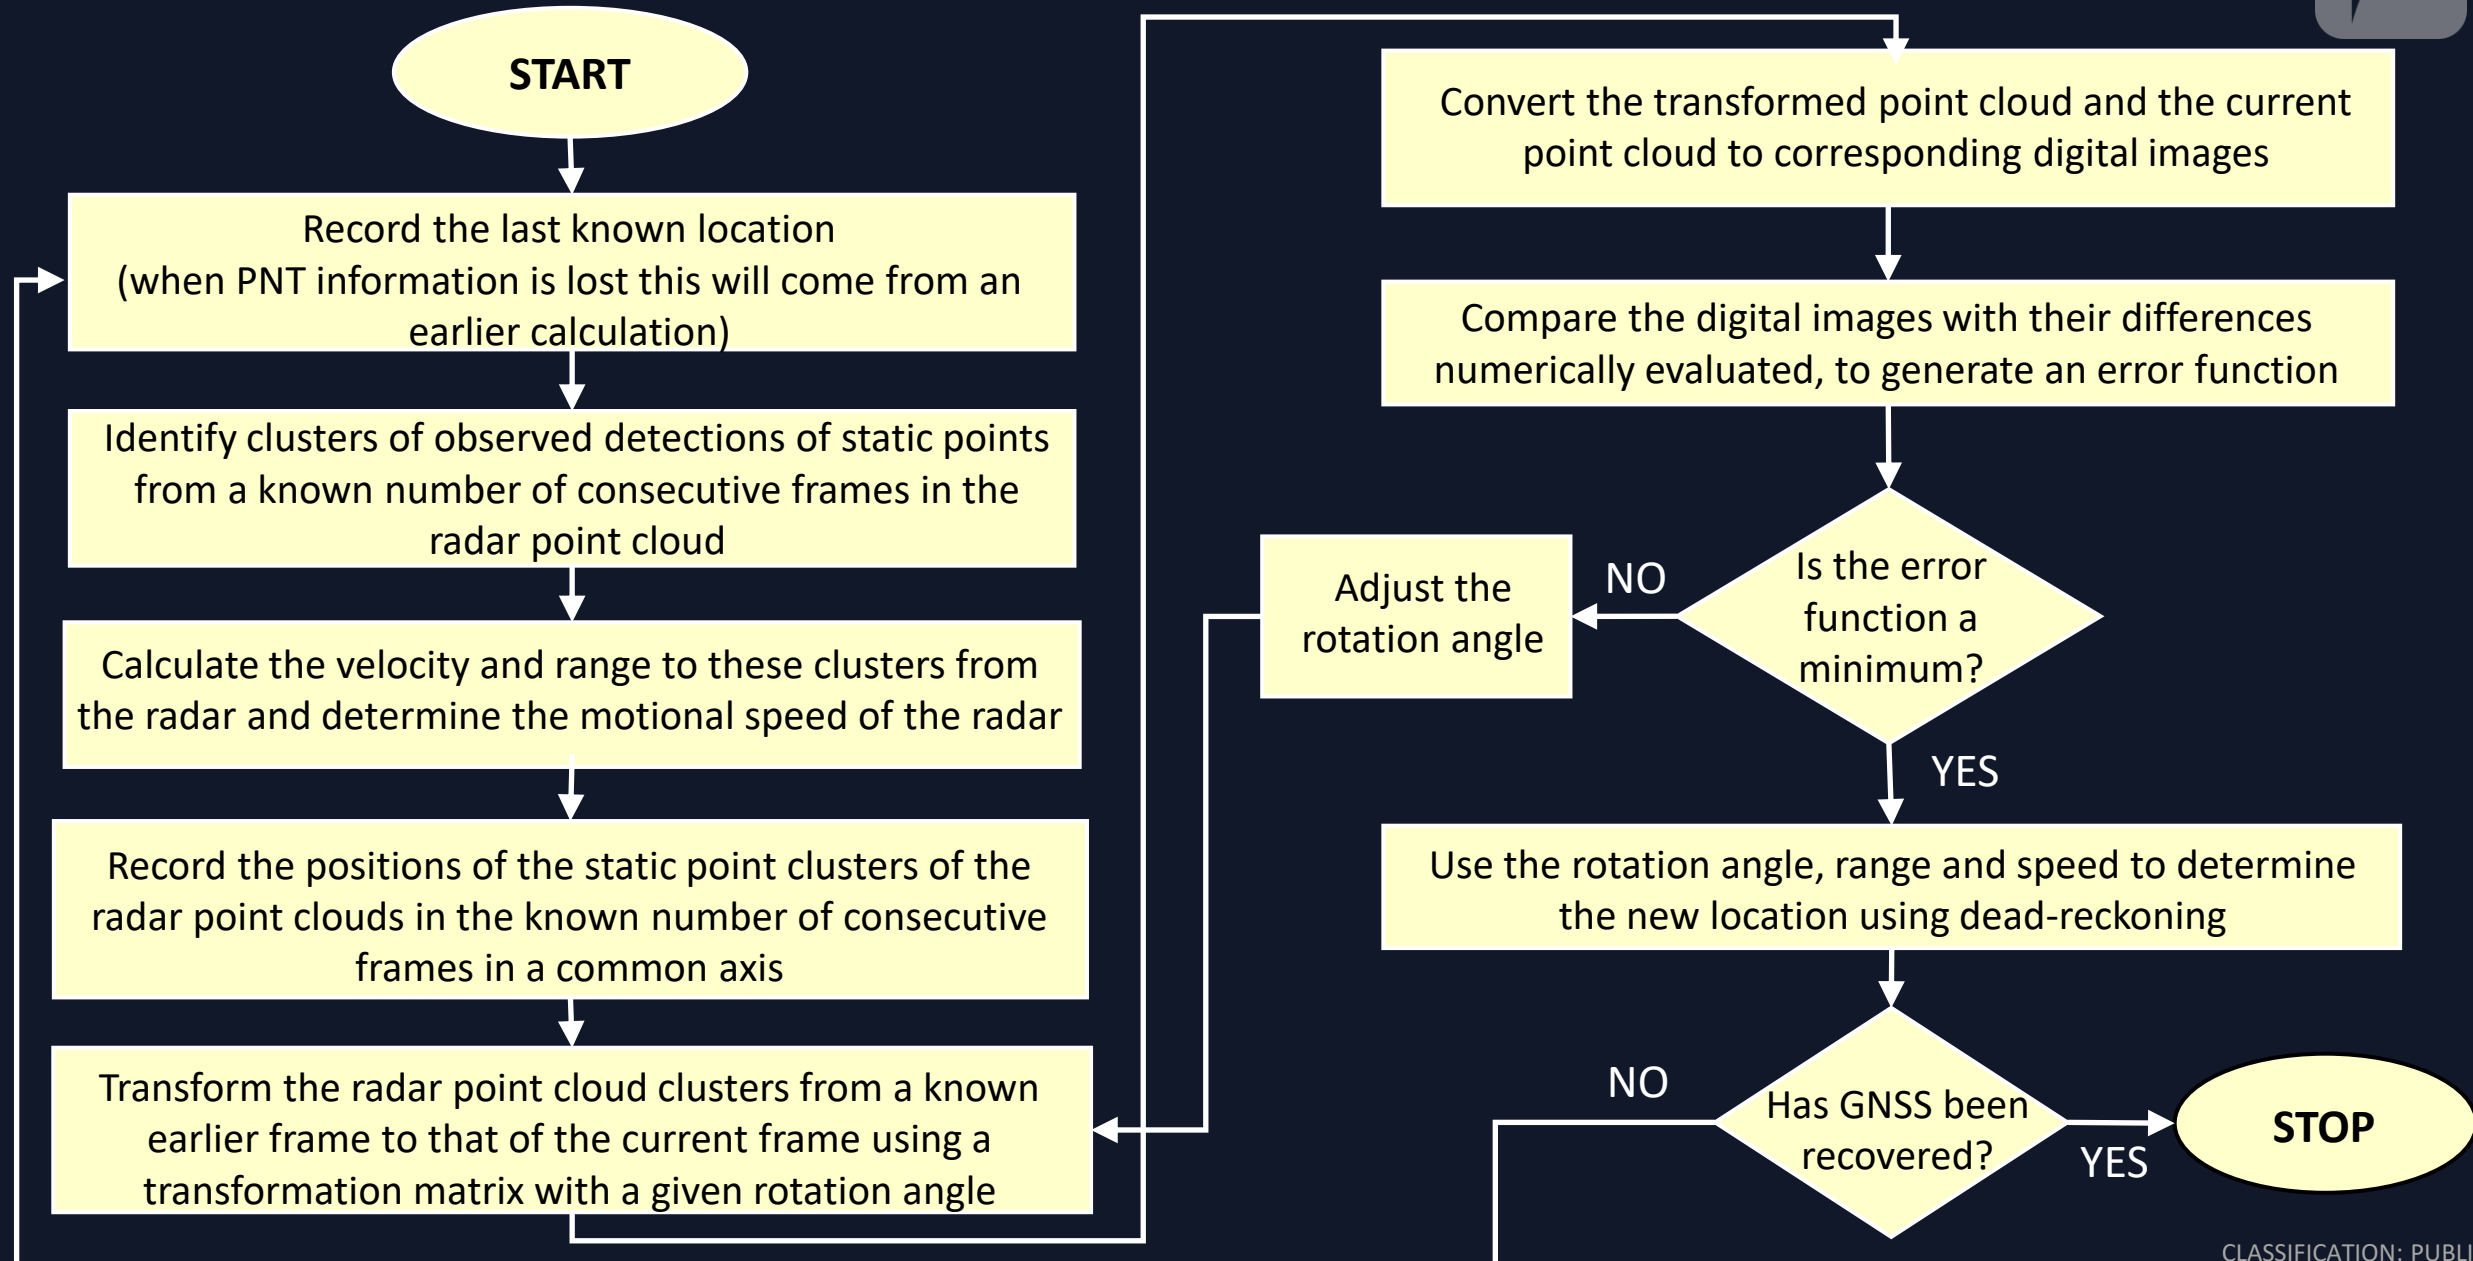 START
Record the last known location
(when PNT information is lost this will come from an
earlier calculation)
Identify clusters of observed detections of static points
from a known number of consecutive frames in the
radar point cloud
Calculate the velocity and range to these clusters from
the radar and determine the motional speed of the radar
Record the positions of the static point clusters of the
radar point clouds in the known number of consecutive
frames in a common axis
Transform the radar point cloud clusters from a known
earlier frame to that of the current frame using a
transformation matrix with a given rotation angle
Convert the transformed point cloud and the current
point cloud to corresponding digital images
Compare the digital images with their differences
numerically evaluated, to generate an error function
Is the error
function a
minimum?
NO
Adjust the
rotation angle
YES
Use the rotation angle, range and speed to determine
the new location using dead-reckoning
Has GNSS been
recovered?
NO
YES
STOP
CLASSIFICATION: PUBLI